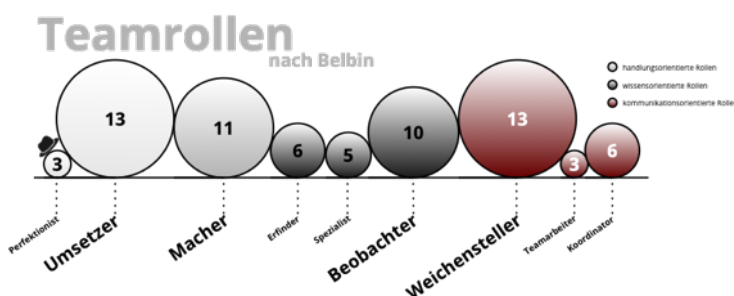 Teamrollen
nach Belbin
handlungsorientierte Rollen
wissensorientierte Rollen
kommunikationsorientierte Rolle
3
13
11
6
5
10
13
3
6
Perfektionist
Umsetzer
Macher
Erfinder
Spezialist
Beobachter
Weichensteller
Teamarbeiter
Koordinator